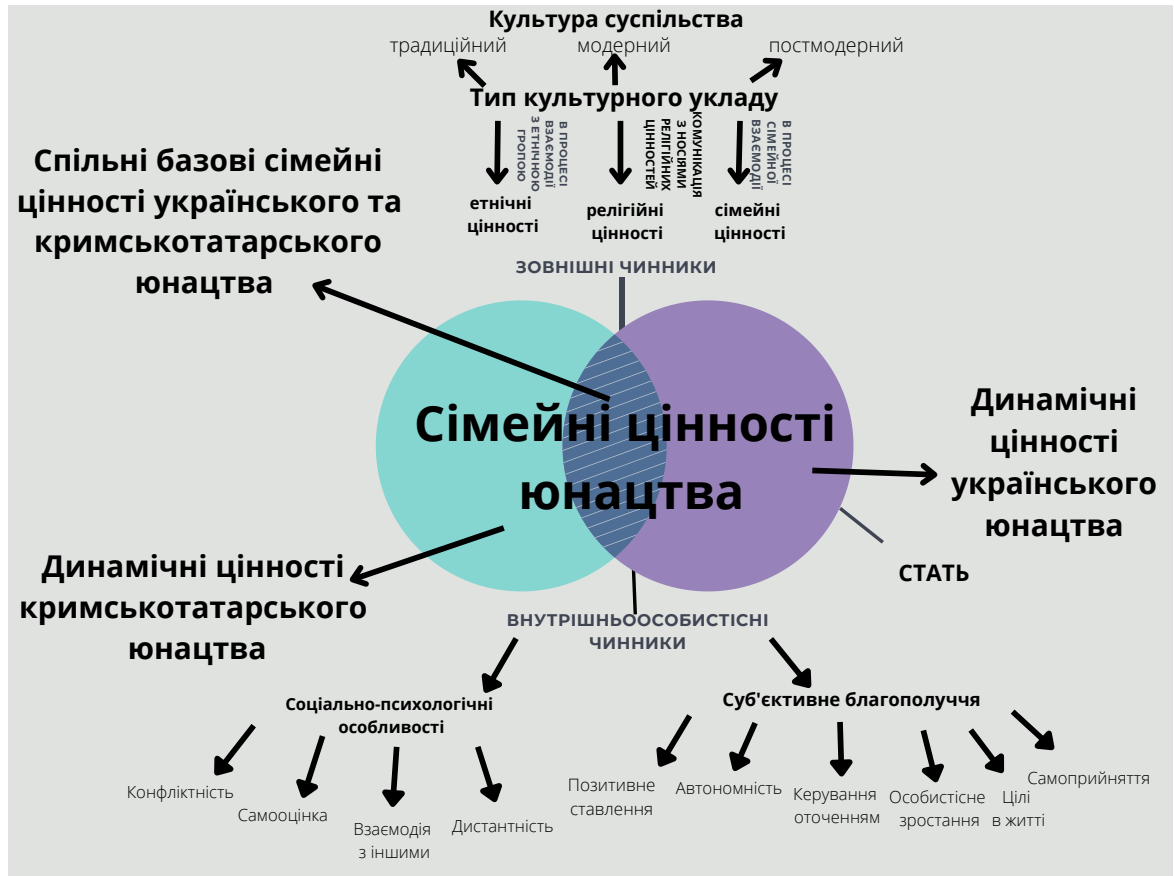 Культура суспільства
традиційний
модерний
постмодерний
Тип культурного укладу
В ПРОЦЕСІ
ВЗАЄМОДІЇ
З ЕТНІЧНОЮ
ГРОПОЮ
КОМУНІКАЦІЯ
З НОСІЯМИ
РЕЛІГІЙНИХ
ЦІННОСТЕЙ
В ПРОЦЕСІ
СІМЕЙНОЇ
ВЗАЄМОДІЇ
етнічні
цінності
релігійні
цінності
сімейні
цінності
ЗОВНІШНІ ЧИННИКИ
Спільні базові сімейні
цінності українського та
кримськотатарського
юнацтва
Сімейні цінності
юнацтва
Динамічні
цінності
українського
юнацтва
СТАТЬ
Динамічні цінності
кримськотатарського
юнацтва
ВНУТРІШНЬООСОБИСТІСНІ
ЧИННИКИ
Соціально-психологічні
особливості
Конфліктність
Самооцінка
Взаємодія
з іншими
Дистантність
Суб'єктивне благополуччя
Позитивне
ставлення
Автономність
Керування
оточенням
Особистісне
зростання
Цілі
в житті
Самоприйняття